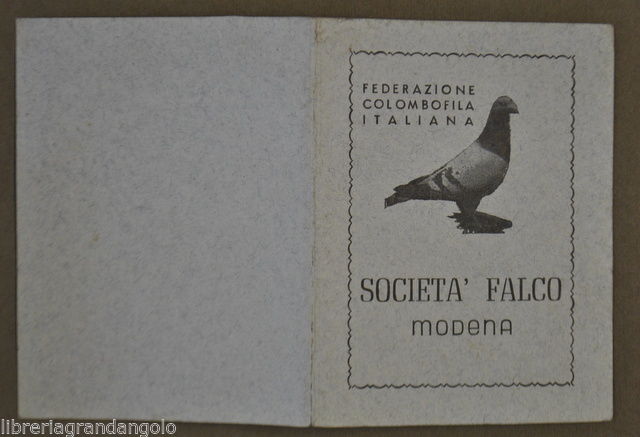 FEDERAZIONE
COLOMBOFILA
ITALIANA
SOCIETA' FALCO
MODENA
libreriagrandangolo